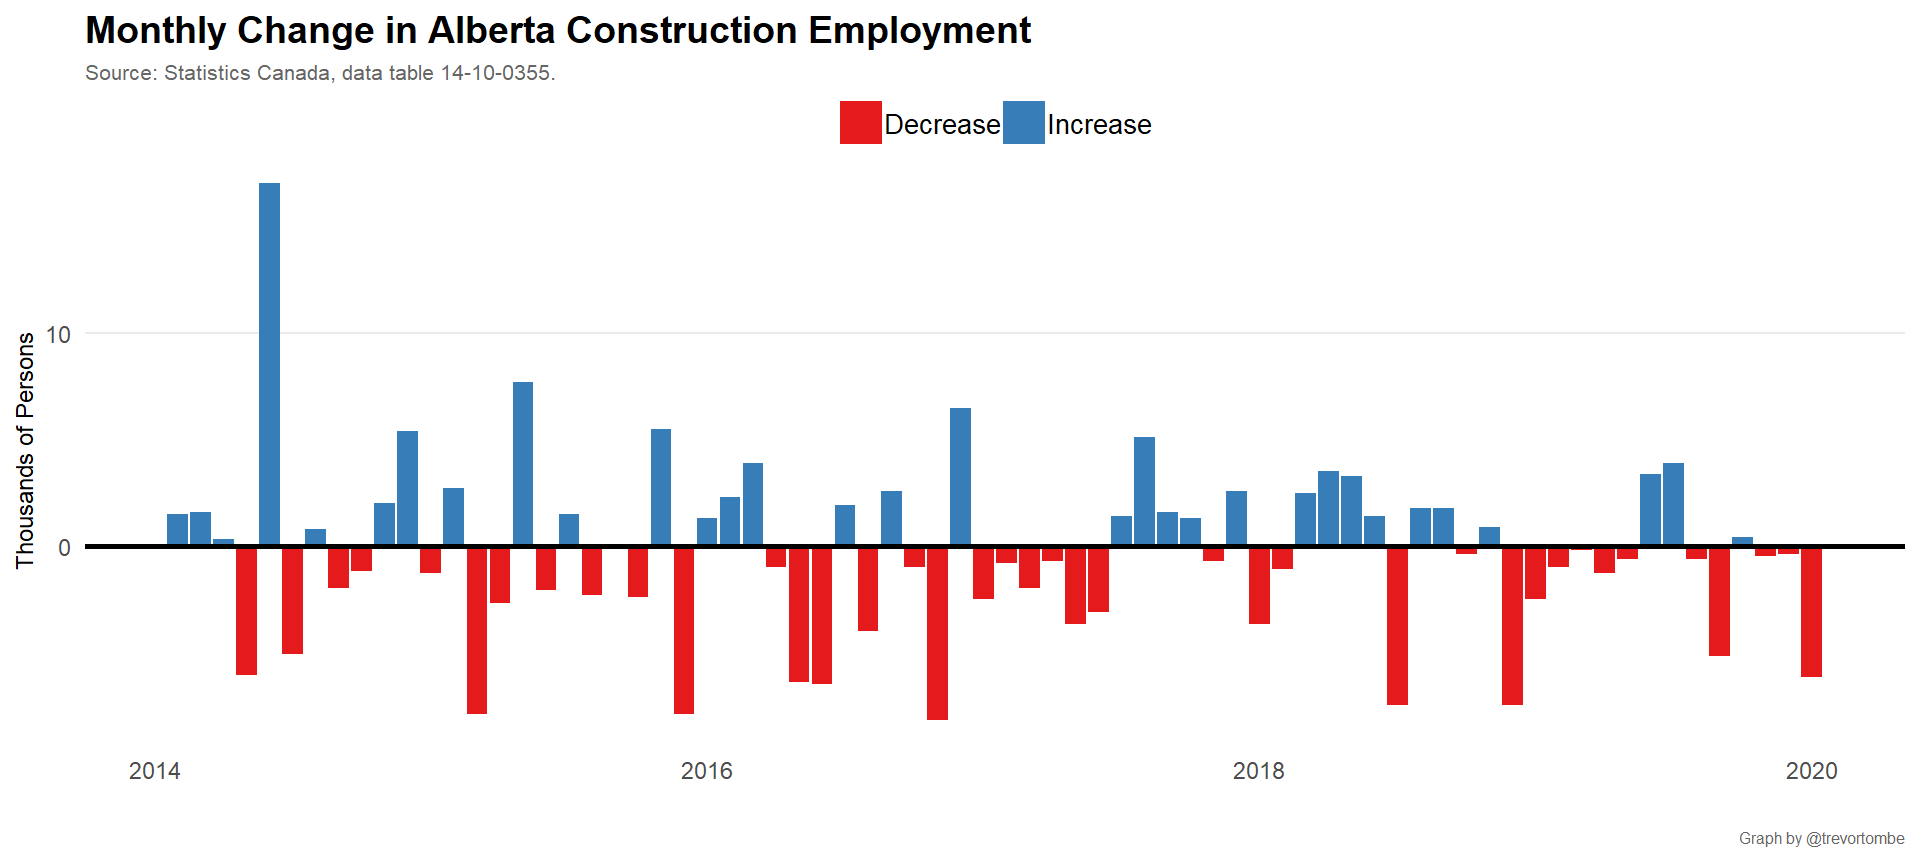 Monthly Change in Alberta Construction Employment
Source: Statistics Canada, data table 14-10-0355.
Decrease Increase
Thousands of Persons
10
0
2014 2016 2018 2020
Graph by @trevortombe